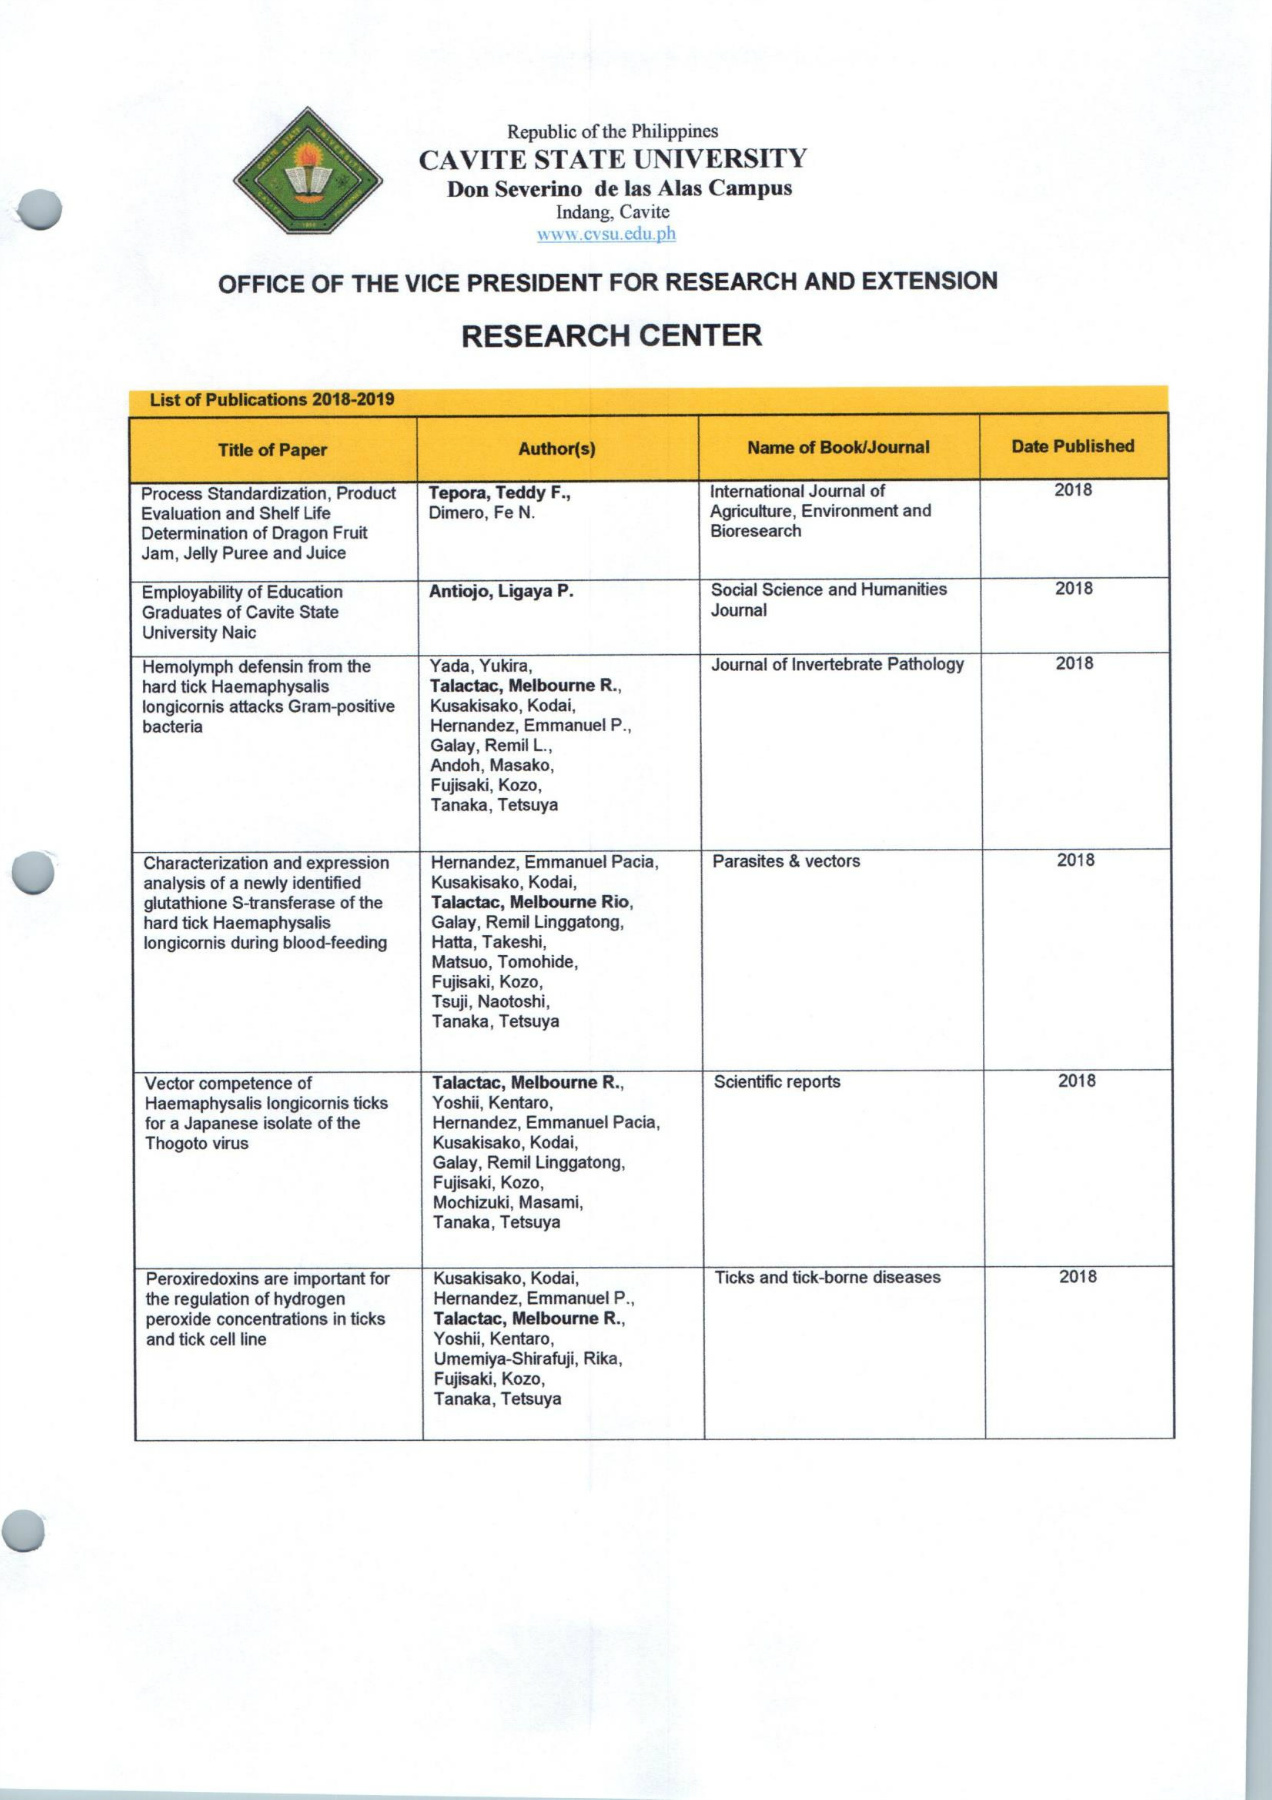 Republic of the Philippines
CAVITE STATE UNIVERSITY
Don Severino de las Alas Campus
Indang, Cavite
www.cvsu.edu.ph
OFFICE OF THE VICE PRESIDENT FOR RESEARCH AND EXTENSION
RESEARCH CENTER
List of Publications 2018-2019
Title of Paper
Author(s)
Name of Book/Journal
Date Published
Process Standardization, Product
Evaluation and Shelf Life
Determination of Dragon Fruit
Jam, Jelly Puree and Juice
Tepora, Teddy F.,
Dimero, Fe N.
International Journal of
Agriculture, Environment and
Bioresearch
2018
Employability of Education
Graduates of Cavite State
University Naic
Antiojo, Ligaya P.
Social Science and Humanities
Journal
2018
Hemolymph defensin from the
hard tick Haemaphysalis
longicornis attacks Gram-positive
bacteria
Yada, Yukira,
Talactac, Melbourne R.,
Kusakisako, Kodai,
Hernandez, Emmanuel P.,
Galay, Remil L.,
Andoh, Masako,
Fujisaki, Kozo,
Tanaka, Tetsuya
Journal of Invertebrate Pathology
2018
Characterization and expression
analysis of a newly identified
glutathione S-transferase of the
hard tick Haemaphysalis
longicornis during blood-feeding
Hernandez, Emmanuel Pacia,
Kusakisako, Kodai,
Talactac, Melbourne Rio,
Galay, Remil Linggatong,
Hatta, Takeshi,
Matsuo, Tomohide,
Fujisaki, Kozo,
Tsuji, Naotoshi,
Tanaka, Tetsuya
Parasites & vectors
2018
Vector competence of
Haemaphysalis longicornis ticks
for a Japanese isolate of the
Thogoto virus
Talactac, Melbourne R.,
Yoshii, Kentaro,
Hernandez, Emmanuel Pacia,
Kusakisako, Kodai,
Galay, Remil Linggatong,
Fujisaki, Kozo,
Mochizuki, Masami,
Tanaka, Tetsuya
Scientific reports
2018
Peroxiredoxins are important for
the regulation of hydrogen
peroxide concentrations in ticks
and tick cell line
Kusakisako, Kodai,
Hernandez, Emmanuel P.,
Talactac, Melbourne R.,
Yoshii, Kentaro,
Umemiya-Shirafuji, Rika,
Fujisaki, Kozo,
Tanaka, Tetsuya
Ticks and tick-borne diseases
2018